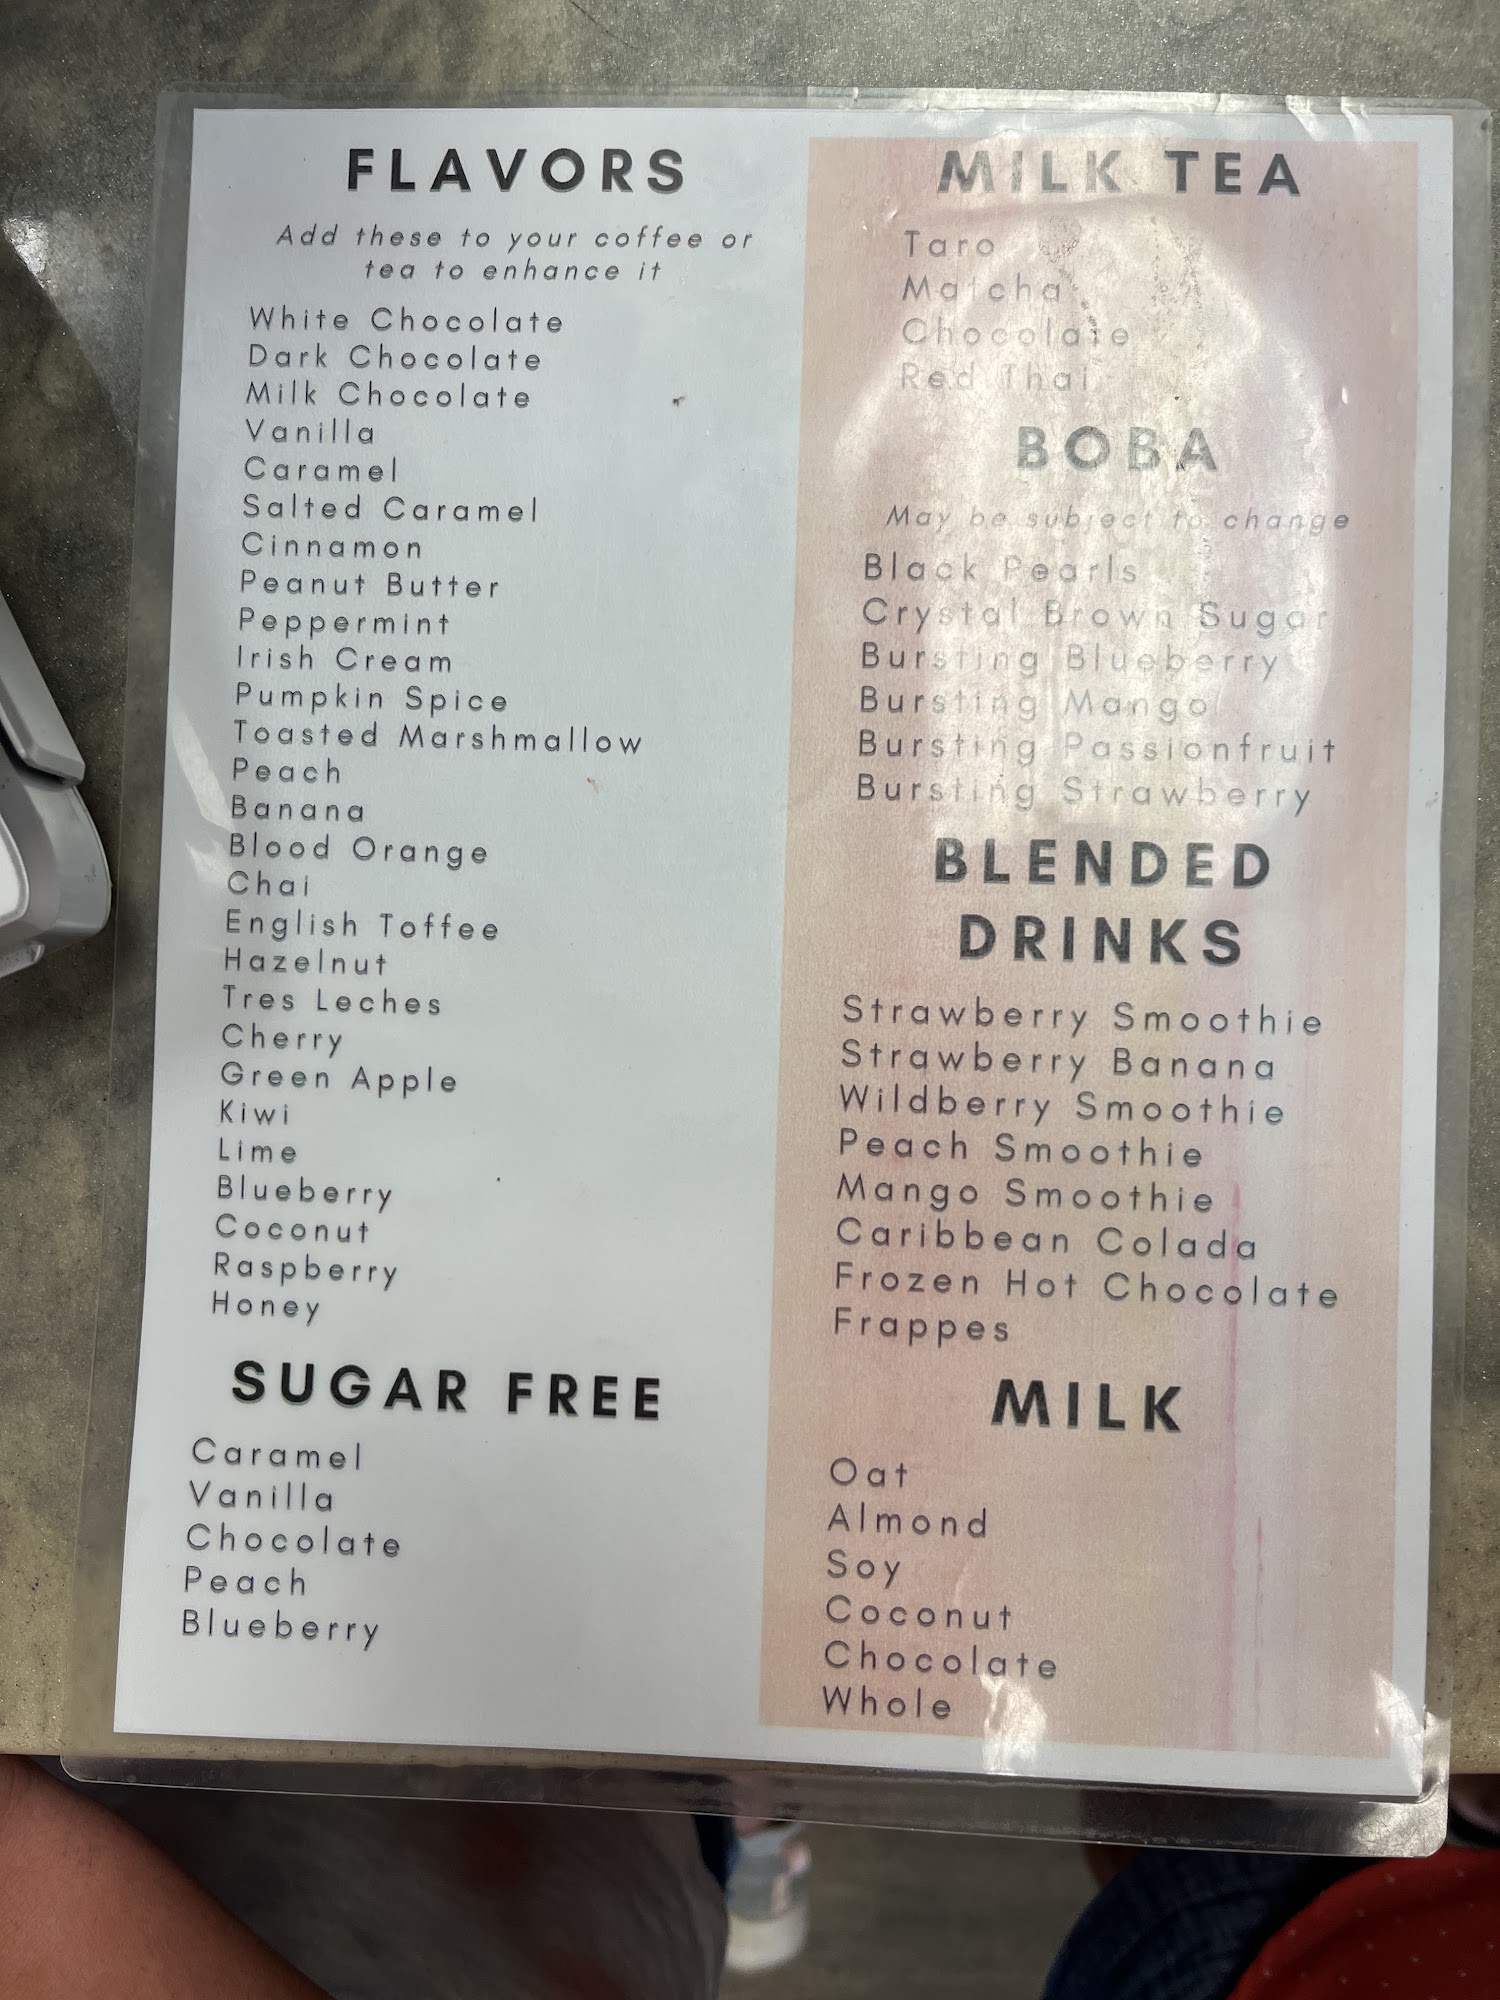 FLAVORS
Add these to your coffee or
tea to enhance it
White Chocolate
Dark Chocolate
Milk Chocolate
Vanilla
Caramel
Salted Caramel
Cinnamon
Peanut Butter
Peppermint
Irish Cream
Pumpkin Spice
Toasted Marshmallow
Peach
Banana
Blood Orange
Chai
English Toffee
Hazelnut
Tres Leches
Cherry
Green Apple
Kiwi
Lime
Blueberry
Coconut
Raspberry
Honey
SUGAR FREE
Caramel
Vanilla
Chocolate
Peach
Blueberry
MILK TEA
Taro
Matcha
Chocolate
Red Thai
BOBA
May be subject to change
Black Pearls
Crystal Brown Sugar
Bursting Blueberry
Bursting Mango
Bursting Passionfruit
Bursting Strawberry
BLENDED
DRINKS
Strawberry Smoothie
Strawberry Banana
Wildberry Smoothie
Peach Smoothie
Mango Smoothie
Caribbean Colada
Frozen Hot Chocolate
Frappes
MILK
Oat
Almond
Soy
Coconut
Chocolate
Whole